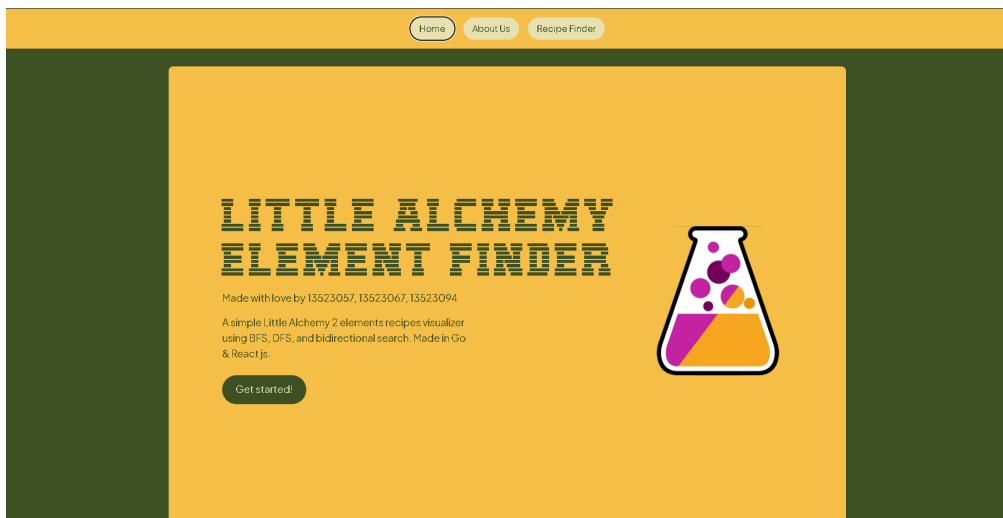 Home
About Us
Recipe Finder
LITTLE ALCHEMY
ELEMENT FINDER
Made with love by 13523057, 13523067, 13523094
A simple Little Alchemy 2 elements recipes visualizer
using BFS, DFS, and bidirectional search. Made in Go
& React js.
Get started!